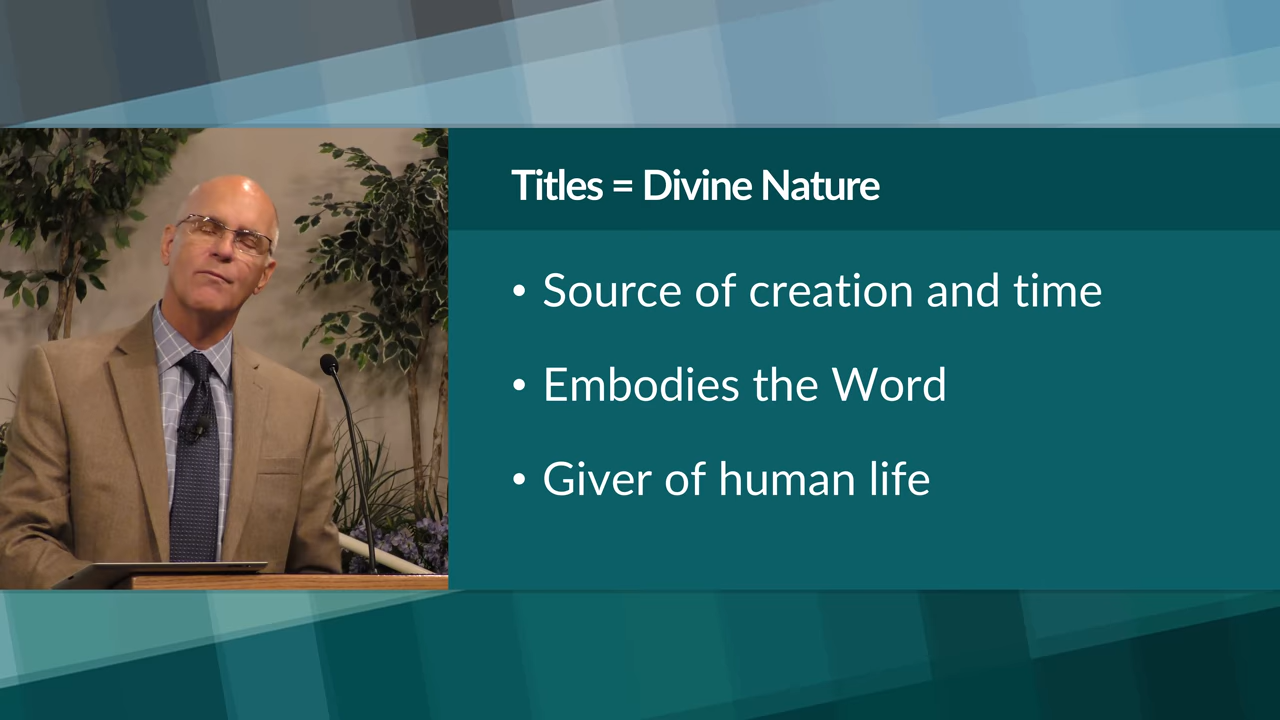 Titles = Divine Nature
• Source of creation and time
• Embodies the Word
• Giver of human life